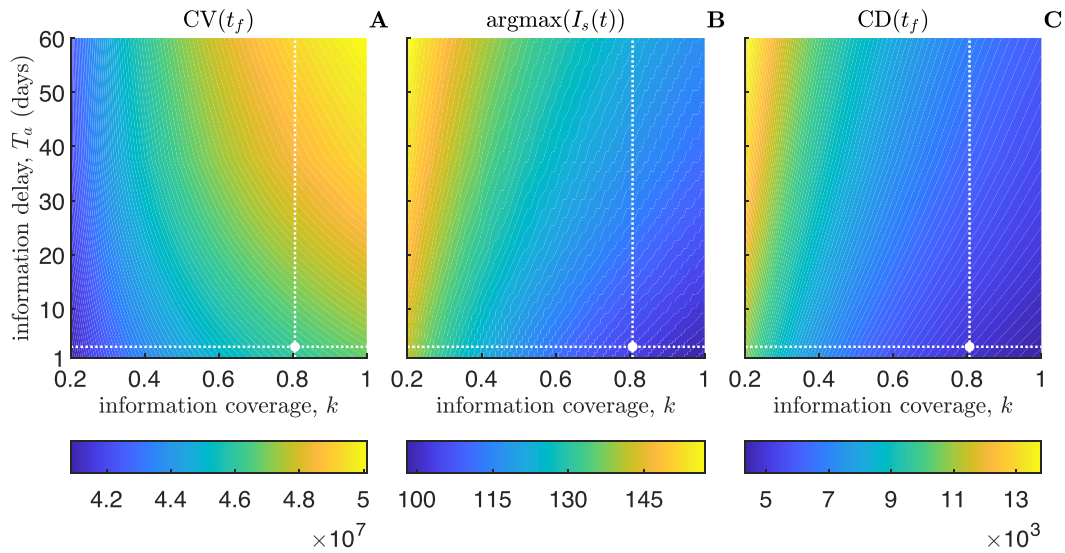 CV(t_f) A
argmax(I_s(t)) B
CD(t_f) C
information delay, T_a (days)
60
50
40
30
20
10
1
0.2 0.4 0.6 0.8 1
0.2 0.4 0.6 0.8 1
0.2 0.4 0.6 0.8 1
information coverage, k
information coverage, k
information coverage, k
4.2 4.4 4.6 4.8 5
×10^7
100 115 130 145
5 7 9 11 13
×10^3